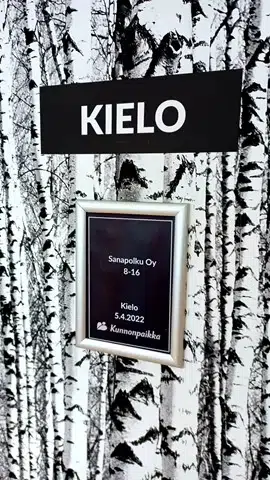 KIELO
Sanapolku Oy
8-16
Kielo
5.4.2022
Kunnonpaikka